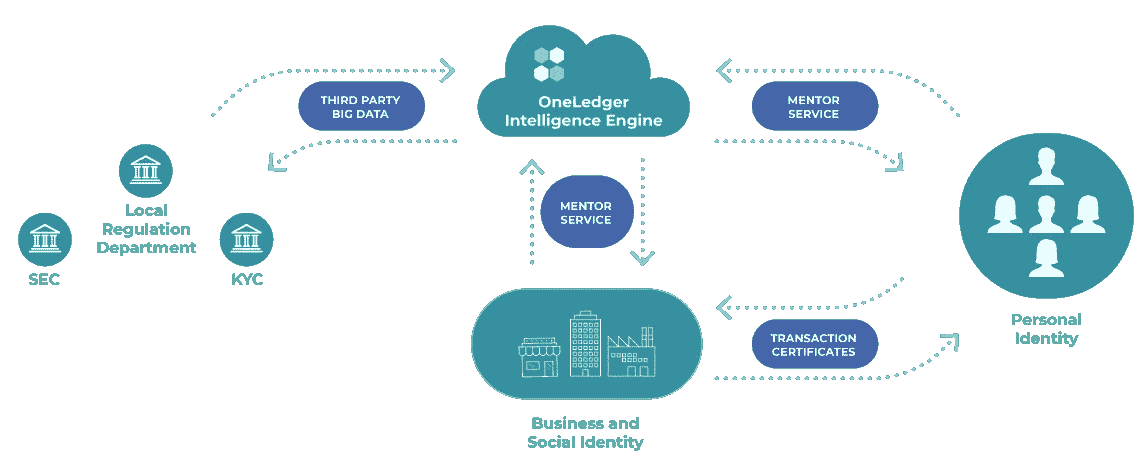 OneLedger
Intelligence Engine
THIRD PARTY
BIG DATA
MENTOR
SERVICE
MENTOR
SERVICE
Local
Regulation
Department
SEC
KYC
Personal
Identity
TRANSACTION
CERTIFICATES
Business and
Social Identity